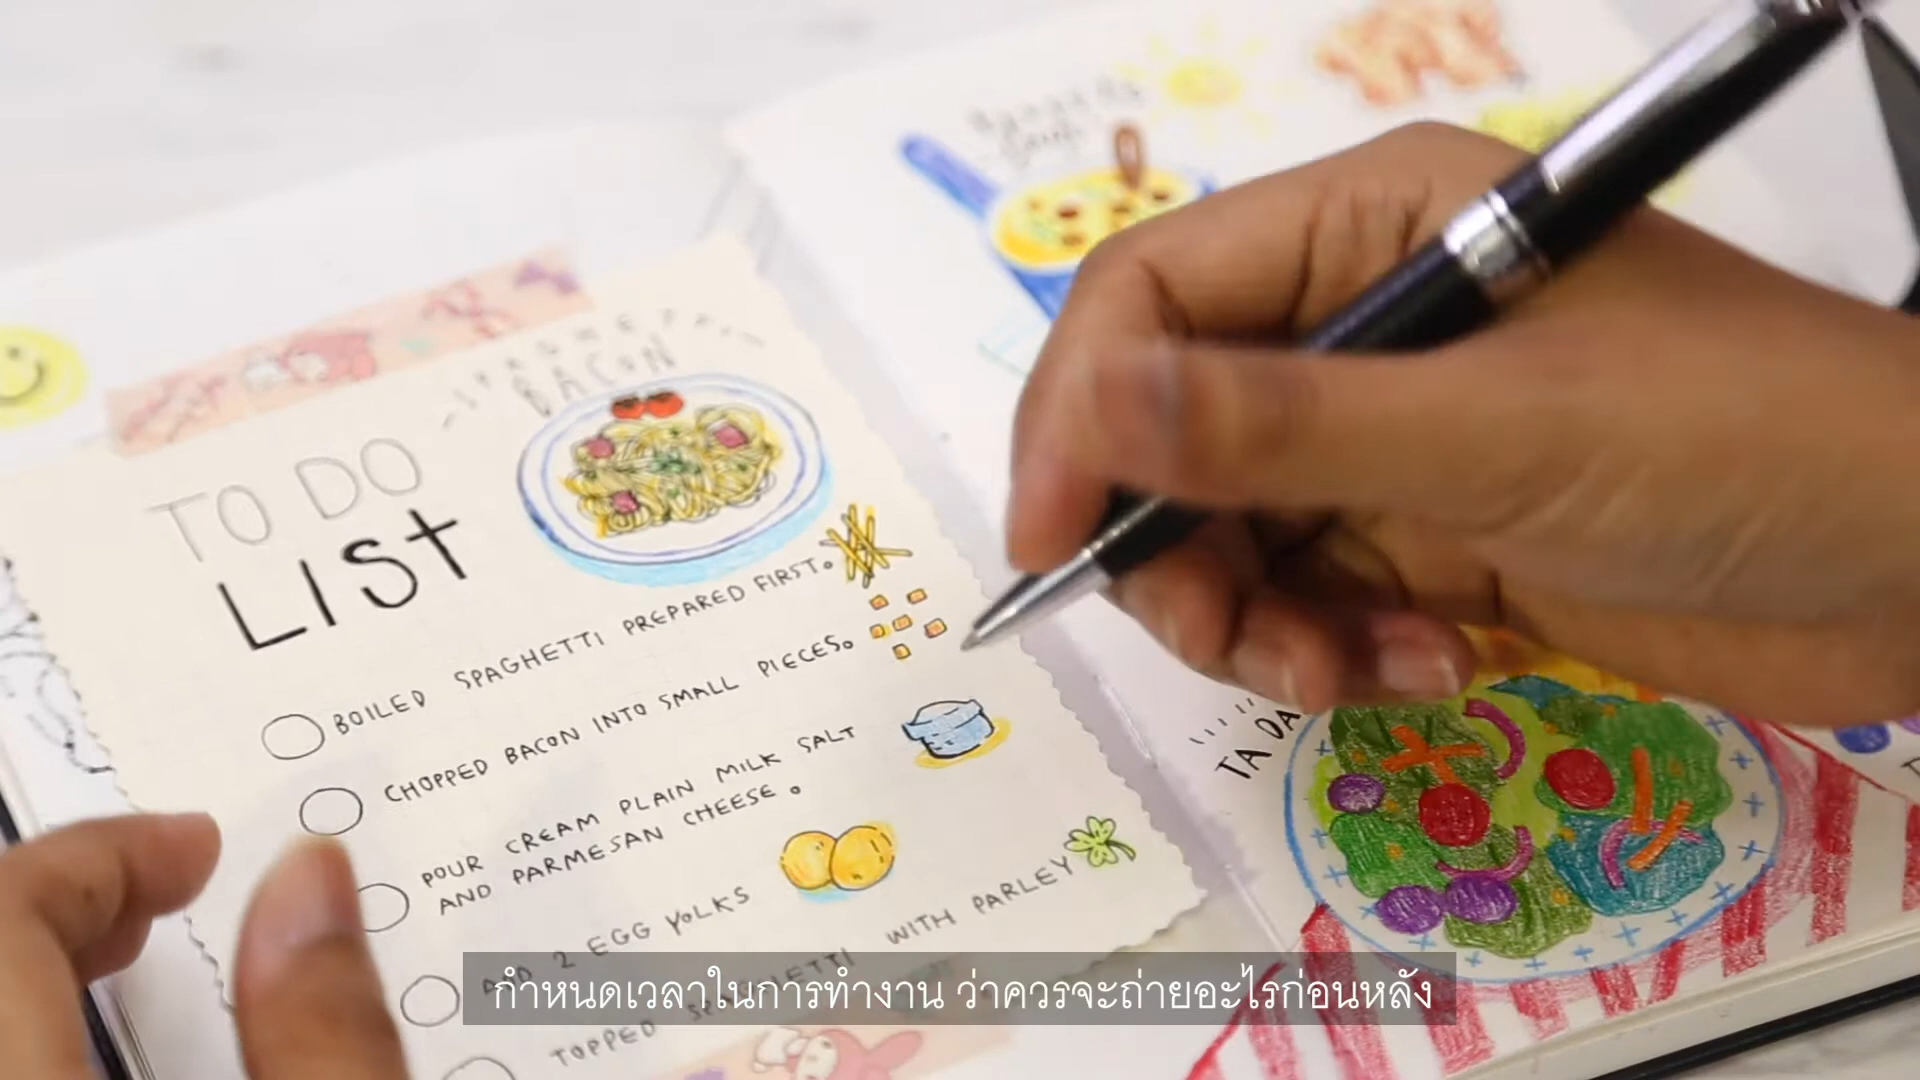 BACON
TO DO
LIST
BOILED SPAGHETTI PREPARED FIRST.
CHOPPED BACON INTO SMALL PIECES.
POUR CREAM PLAIN MILK SALT
AND PARMESAN CHEESE.
ADD 2 EGG YOLKS
TOPPED SPAGHETTI WITH PARLEY
TA DA
กำหนดเวลาในการทำงาน ว่าควรจะถ่ายอะไรก่อนหลัง